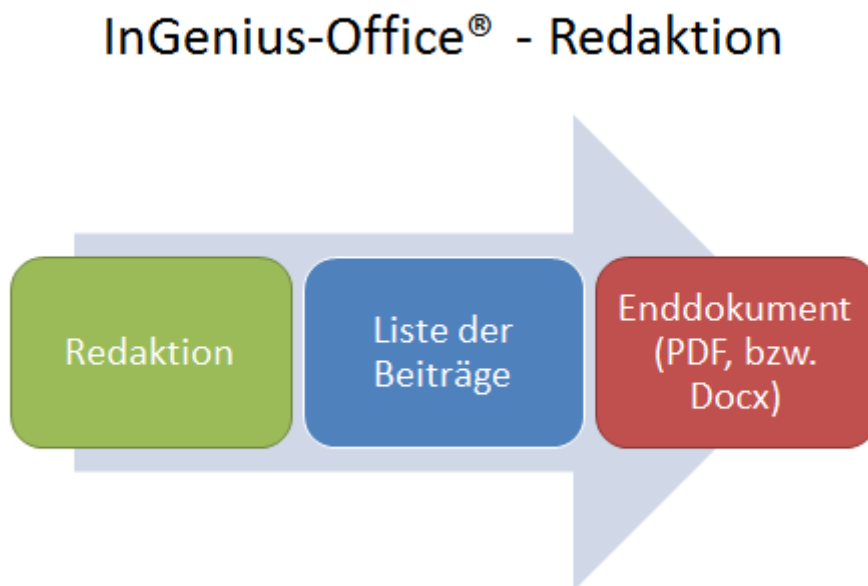 InGenius-Office® - Redaktion
Redaktion
Liste der
Beiträge
Enddokument
(PDF, bzw.
Docx)